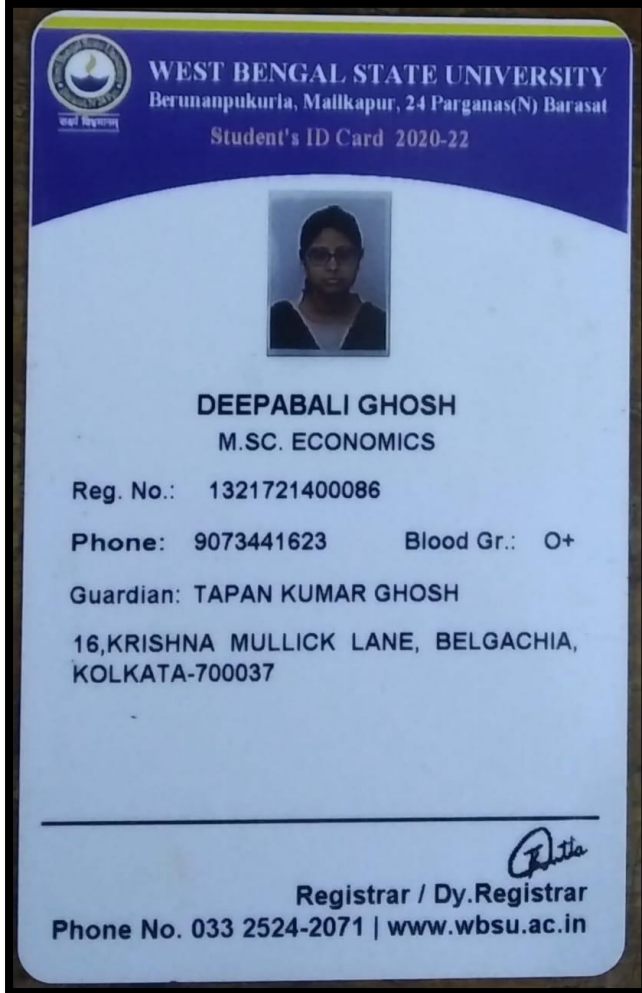 WEST BENGAL STATE UNIVERSITY
Berunanpukuria, Malikapur, 24 Parganas(N) Barasat
Student's ID Card 2020-22
DEEPABALI GHOSH
M.SC. ECONOMICS
Reg. No.: 1321721400086
Phone: 9073441623 Blood Gr.: O+
Guardian: TAPAN KUMAR GHOSH
16,KRISHNA MULLICK LANE, BELGACHIA,
KOLKATA-700037
Registrar / Dy.Registrar
Phone No. 033 2524-2071 | www.wbsu.ac.in